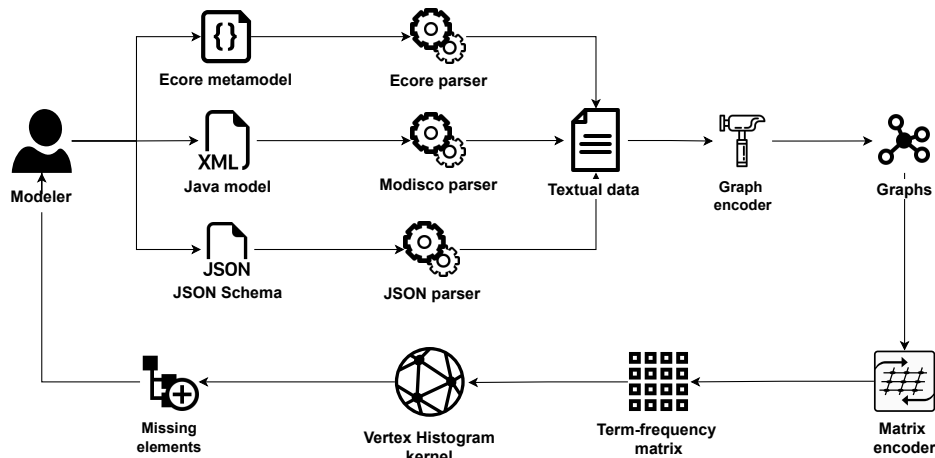 {}
Ecore metamodel
Ecore parser
XML
Java model
Modisco parser
Textual data
Graph
encoder
Graphs
Modeler
JSON
JSON Schema
JSON parser
Missing
elements
Vertex Histogram
kernel
Term-frequency
matrix
Matrix
encoder